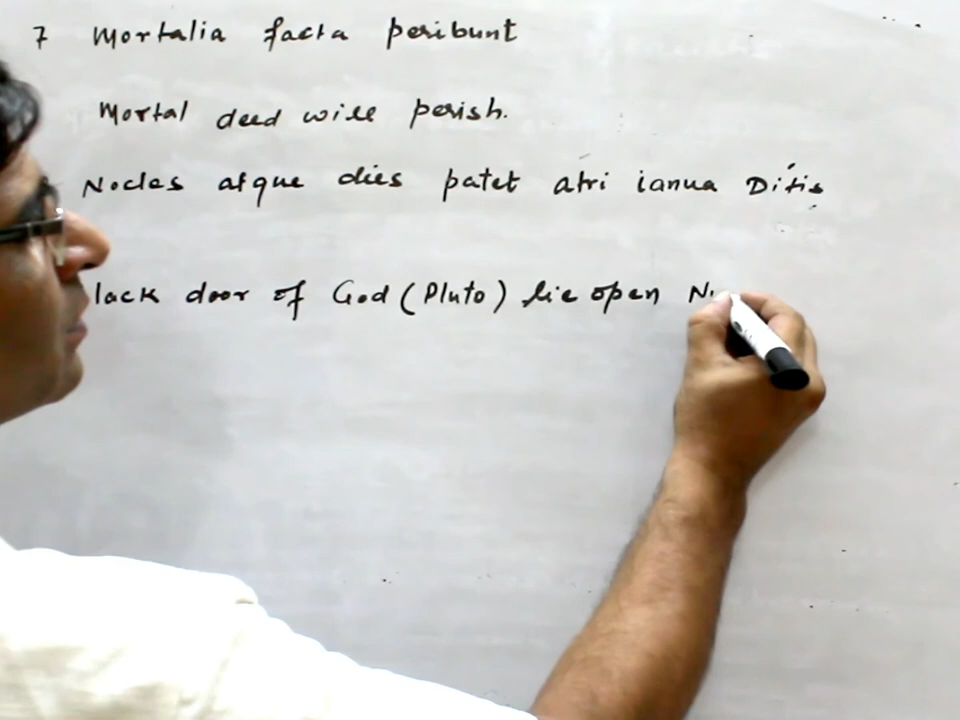 7 Mortalia facta peribunt
Mortal deed will perish.
Noctes atque dies patet atri ianua Ditis
lack door of God (Pluto) lie open N